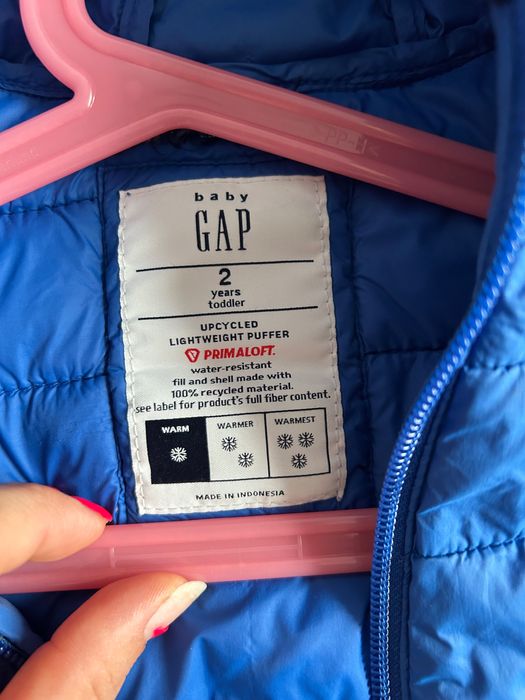 baby
GAP
2
years
toddler
UPCYCLED
LIGHTWEIGHT PUFFER
PRIMALOFT.
water-resistant
fill and shell made with
100% recycled material.
see label for product's full fiber content.
WARM WARMER WARMEST
MADE IN INDONESIA